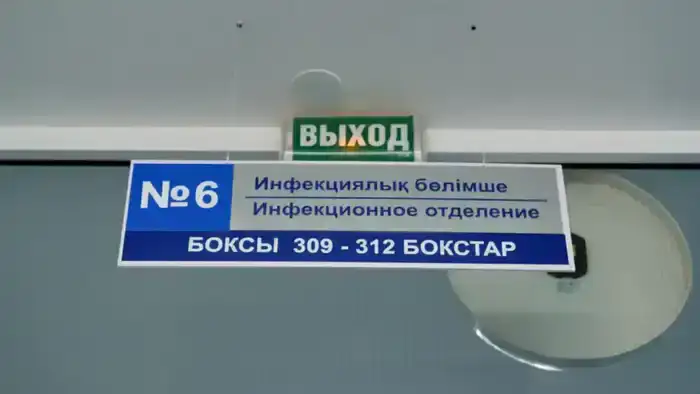 ВЫХОД
№6
Инфекциялық бөлімше
Инфекционное отделение
БОКСЫ 309 - 312 БОКСТАР